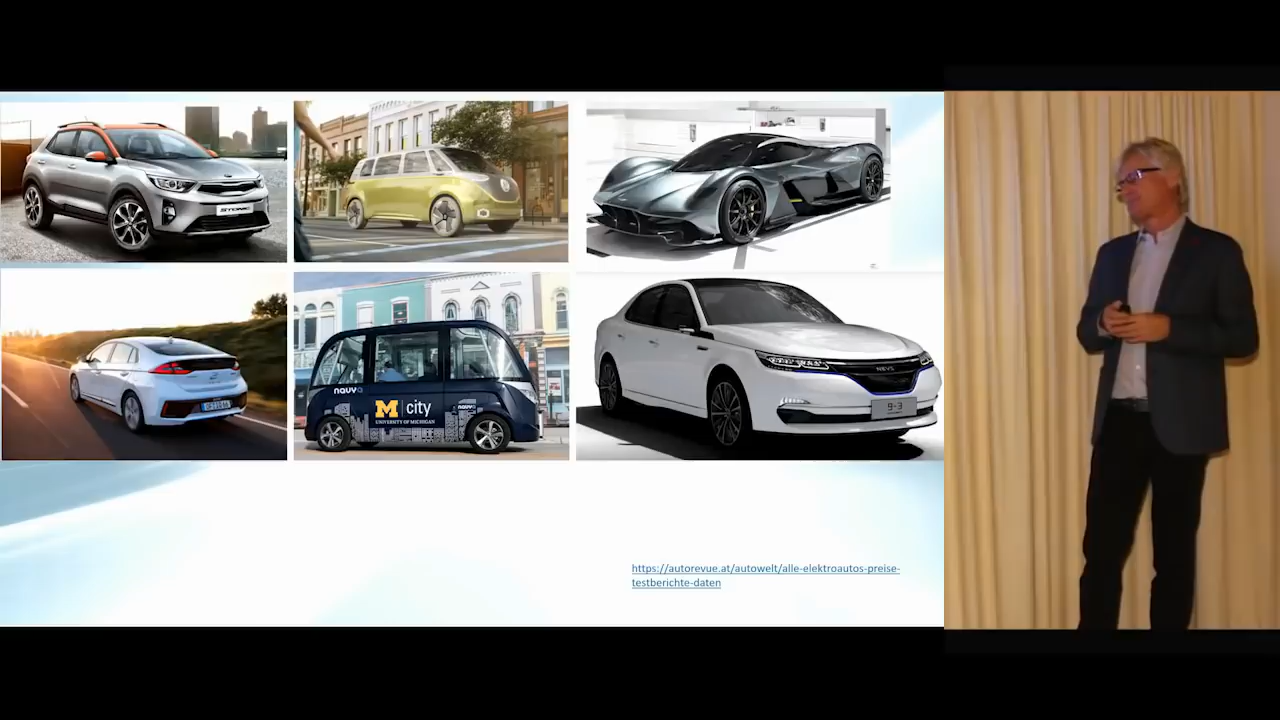 STONIC
navya
M | city
UNIVERSITY OF MICHIGAN
navya
NEVS
9-3
https://autorevue.at/autowelt/alle-elektroautos-preise-
testberichte-daten